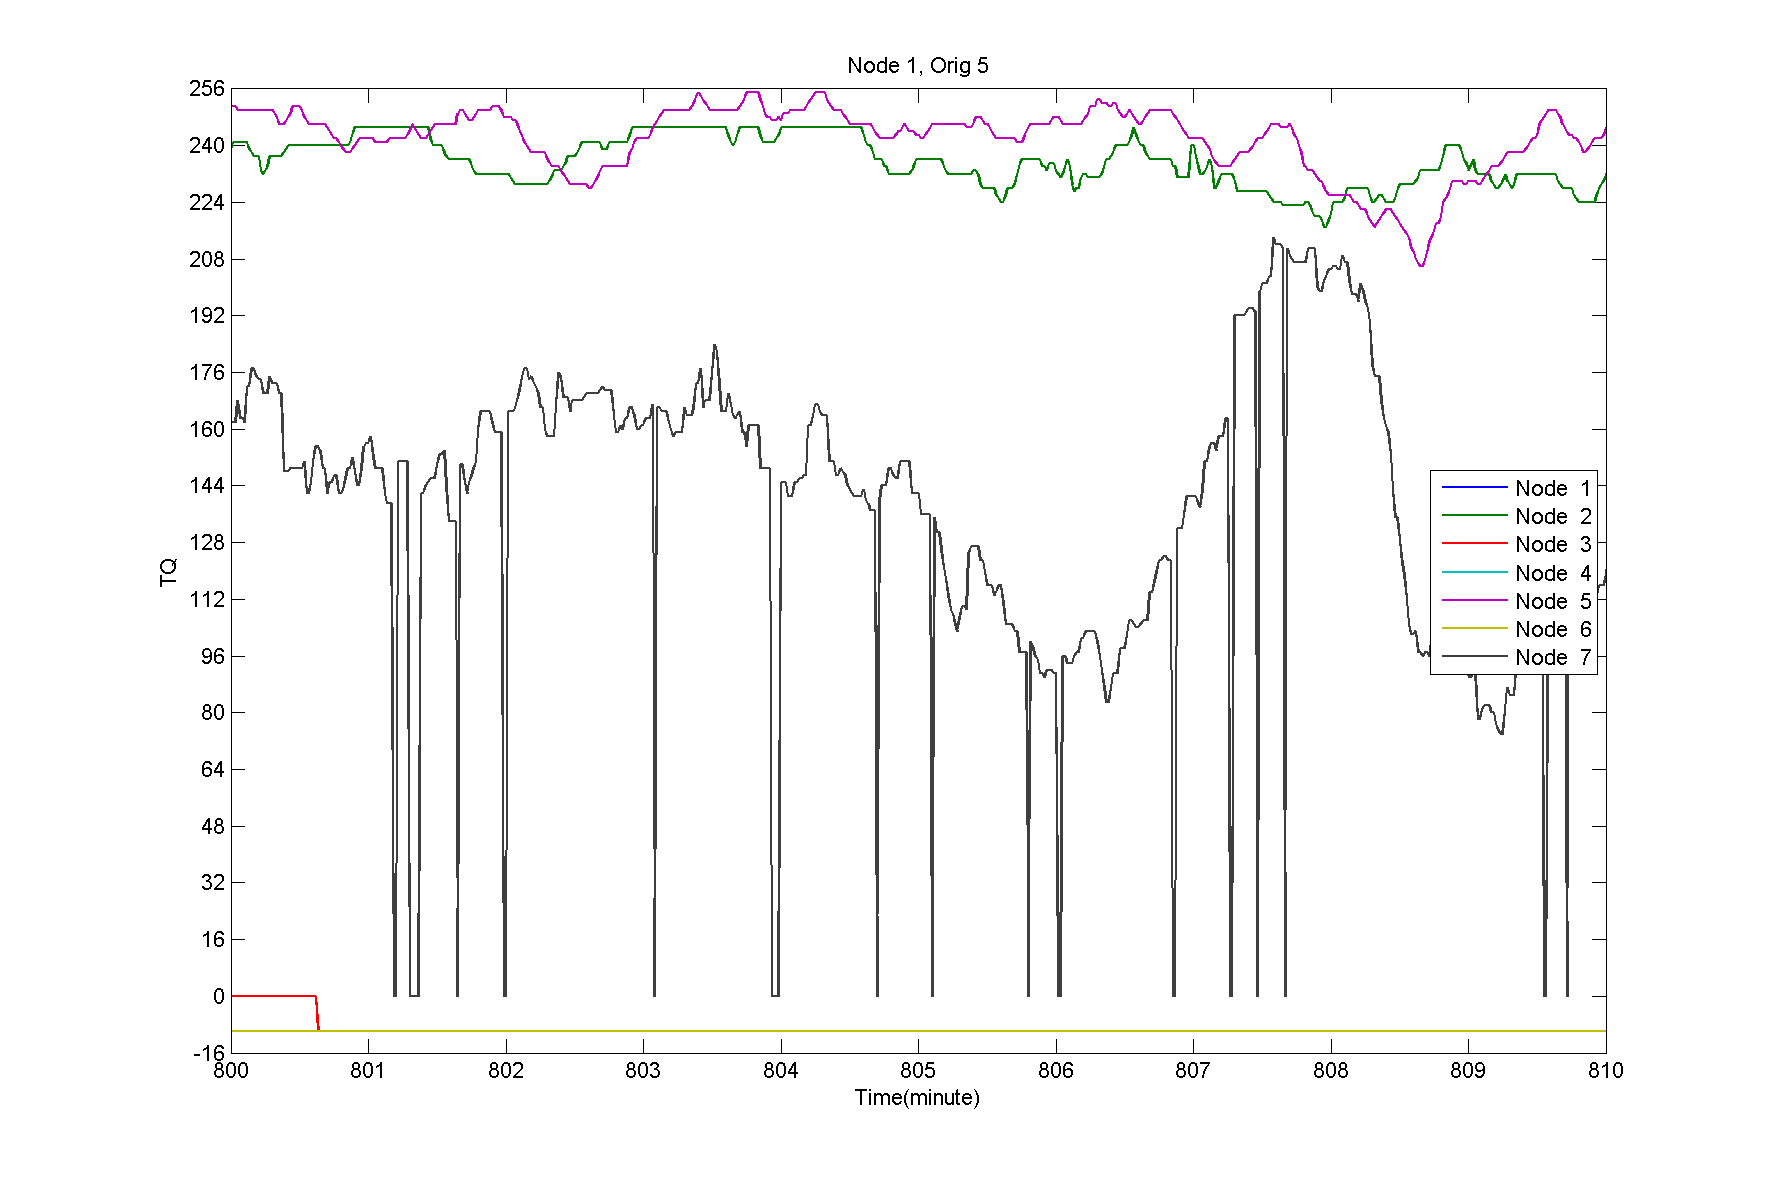 Node 1, Orig 5
256
240
224
208
192
176
160
144
128
112
96
80
64
48
32
16
0
-16
TQ
Node 1
Node 2
Node 3
Node 4
Node 5
Node 6
Node 7
800 801 802 803 804 805 806 807 808 809 810
Time(minute)